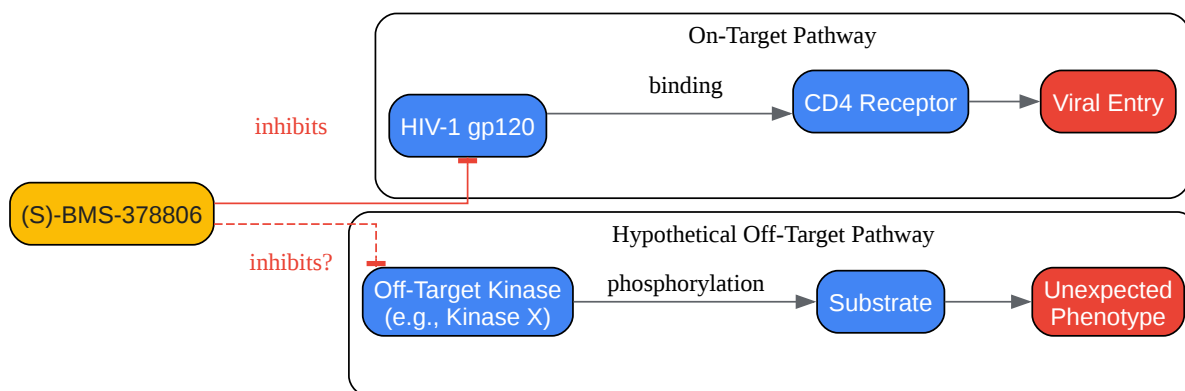 On-Target Pathway
binding
CD4 Receptor
Viral Entry
HIV-1 gp120
inhibits
(S)-BMS-378806
Hypothetical Off-Target Pathway
inhibits?
phosphorylation
Off-Target Kinase
(e.g., Kinase X)
Substrate
Unexpected
Phenotype